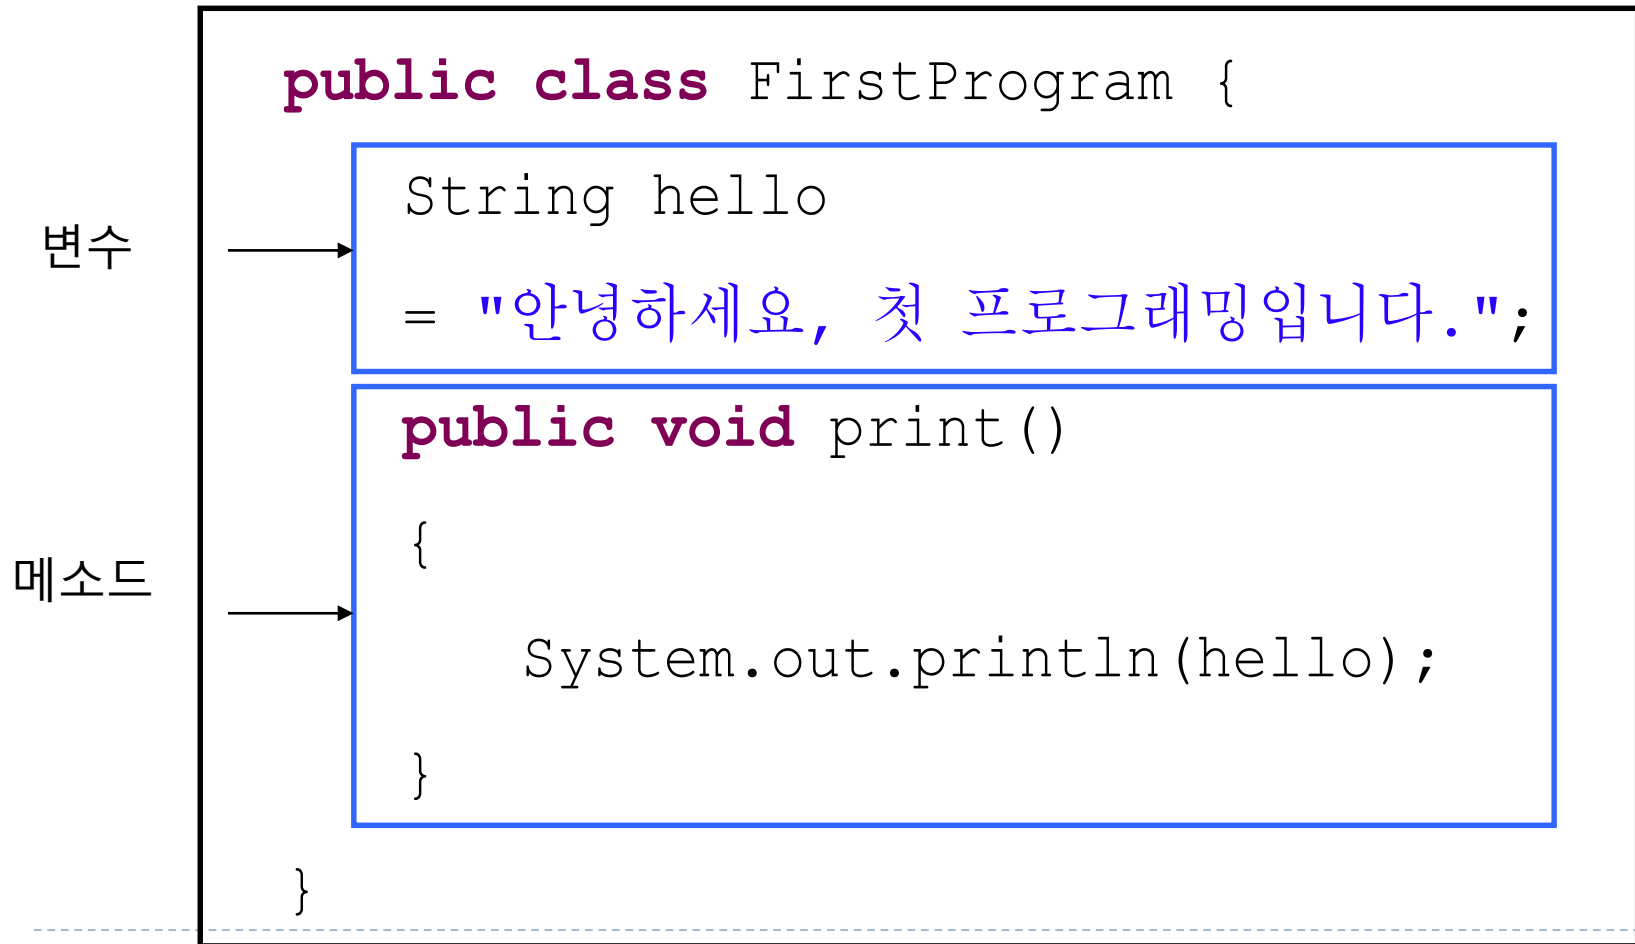 public class FirstProgram {
변수
String hello
= "안녕하세요, 첫 프로그래밍입니다.";
메소드
public void print()
{
System.out.println(hello);
}
}